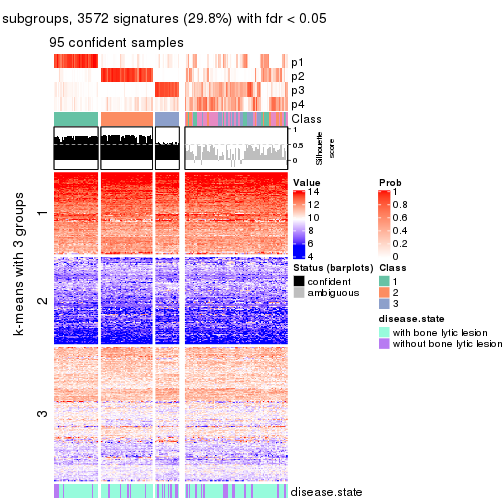 subgroups, 3572 signatures (29.8%) with fdr < 0.05
95 confident samples
p1
p2
p3
p4
Class
1
0.5
0
Silhouette
score
k-means with 3 groups
1
2
3
Value
14
12
10
8
6
4
Prob
1
0.8
0.6
0.4
0.2
0
Status (barplots)
confident
ambiguous
Class
1
2
3
disease.state
with bone lytic lesion
without bone lytic lesion
disease.state